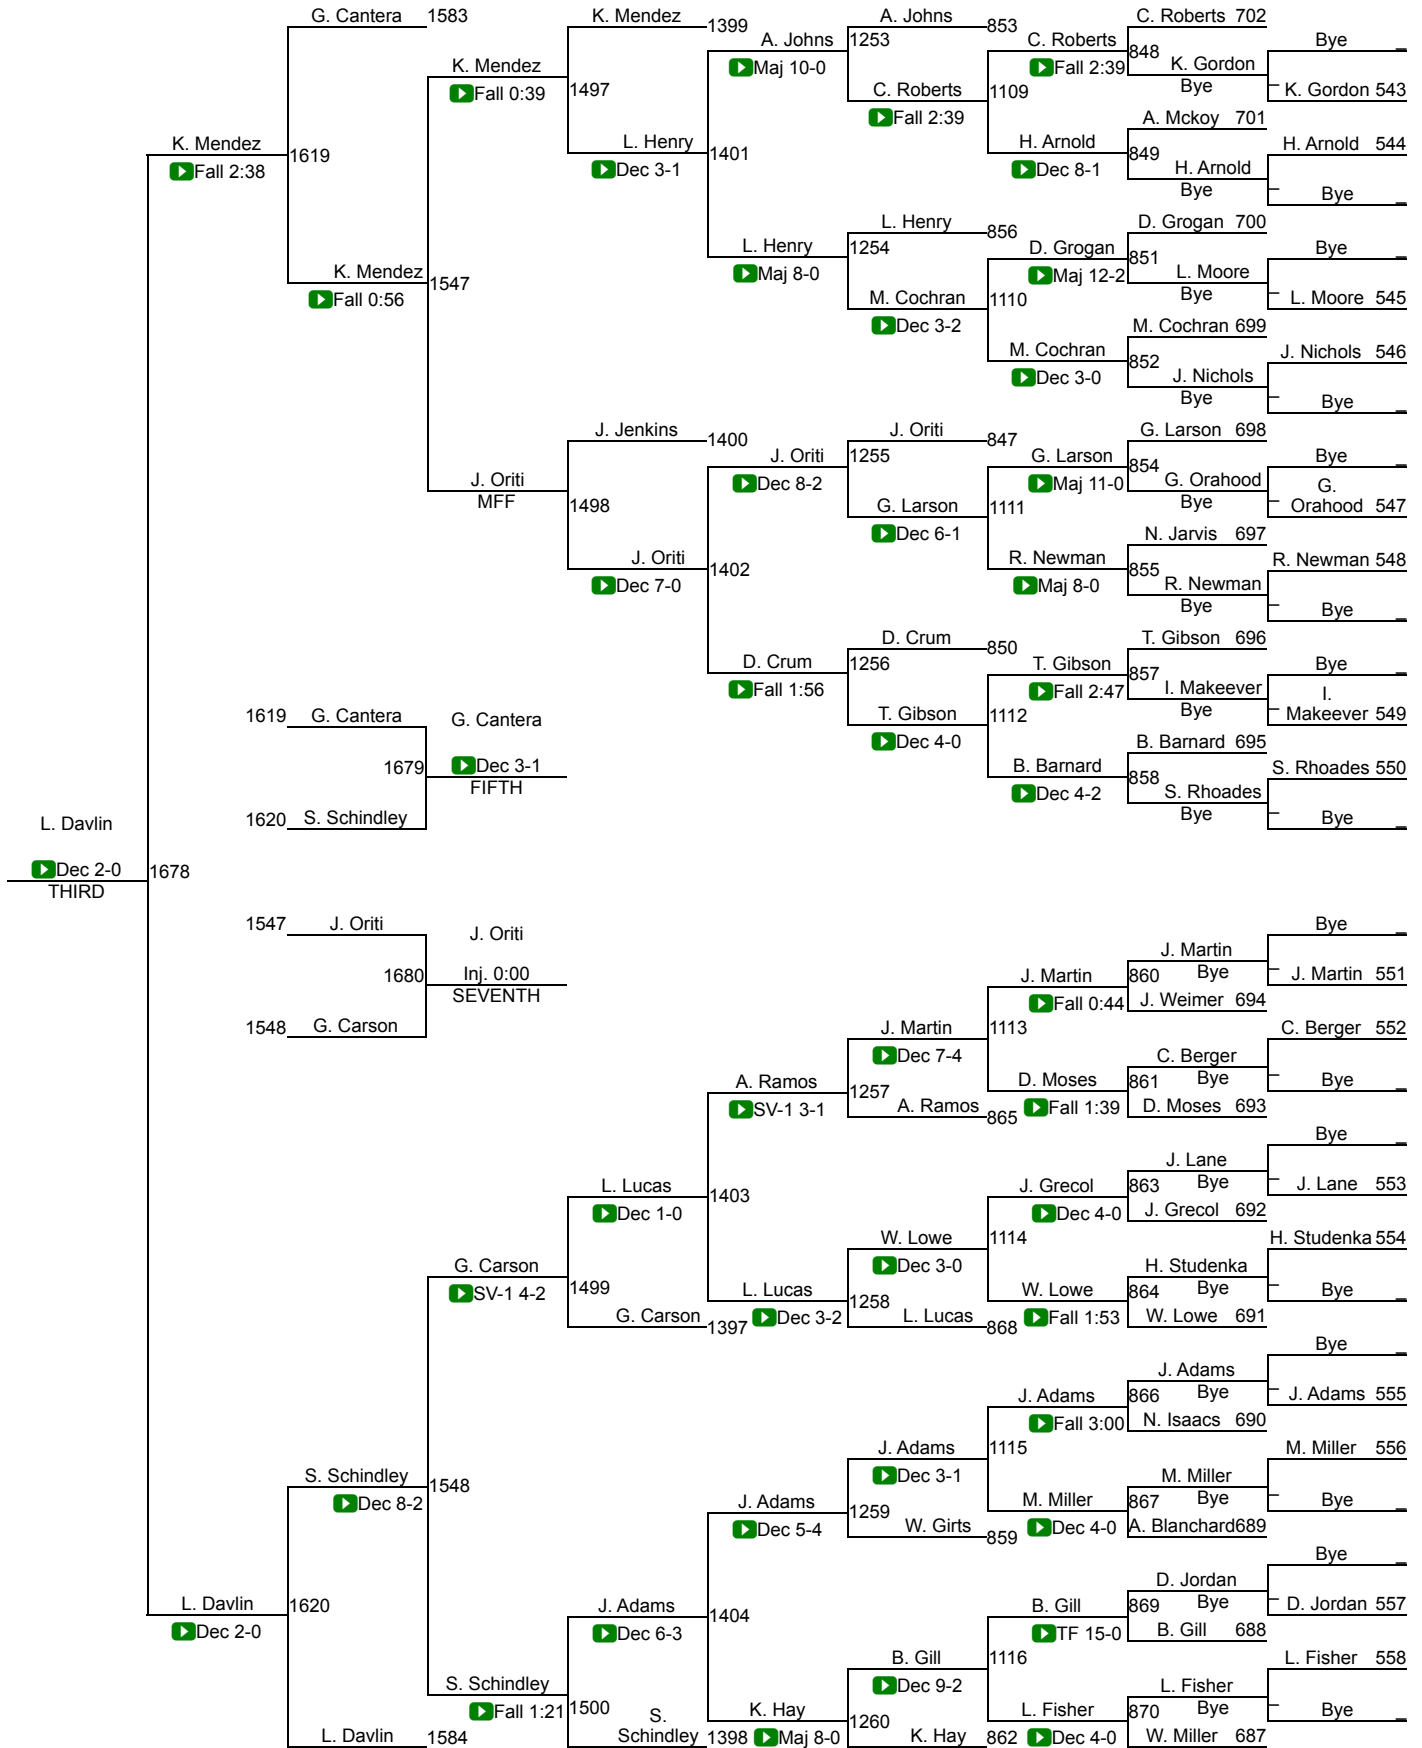 G. Cantera 1583
K. Mendez
1399
A. Johns
853
C. Roberts 702
Bye
K. Mendez
Fall 0:39
1497
A. Johns
Maj 10-0
1253
C. Roberts
Fall 2:39
848
K. Gordon
Bye
K. Gordon 543
C. Roberts
Fall 2:39
1109
A. Mckoy 701
K. Mendez
Fall 2:38
1619
L. Henry
Dec 3-1
1401
H. Arnold
Dec 8-1
849
H. Arnold
Bye
H. Arnold 544
Bye
L. Henry
856
D. Grogan 700
K. Mendez
Fall 0:56
1547
L. Henry
Maj 8-0
1254
D. Grogan
Maj 12-2
851
L. Moore
Bye
Bye
L. Moore 545
M. Cochran
Dec 3-2
1110
M. Cochran 699
M. Cochran
Dec 3-0
852
J. Nichols
Bye
J. Nichols 546
Bye
J. Jenkins
1400
J. Oriti
847
G. Larson 698
J. Oriti
MFF
1498
J. Oriti
Dec 8-2
1255
G. Larson
Maj 11-0
854
G. Orahood
Bye
Bye
G.
Orahood 547
G. Larson
Dec 6-1
1111
N. Jarvis 697
J. Oriti
Dec 7-0
1402
R. Newman
Maj 8-0
855
R. Newman
Bye
R. Newman 548
Bye
D. Crum
850
T. Gibson 696
D. Crum
Fall 1:56
1256
T. Gibson
Fall 2:47
857
I. Makeever
Bye
Bye
I.
Makeever 549
1619 G. Cantera
G. Cantera
T. Gibson
Dec 4-0
1112
B. Barnard 695
1679
Dec 3-1
FIFTH
B. Barnard
Dec 4-2
858
S. Rhoades
Bye
S. Rhoades 550
Bye
1620 S. Schindley
L. Davlin
Dec 2-0
THIRD
1678
1547 J. Oriti
J. Oriti
Bye
1680
Inj. 0:00
SEVENTH
J. Martin
Fall 0:44
860
J. Martin
Bye
J. Weimer 694
J. Martin 551
1548 G. Carson
J. Martin
Dec 7-4
1113
C. Berger 552
A. Ramos
SV-1 3-1
1257
A. Ramos
865
D. Moses
Fall 1:39
861
C. Berger
Bye
D. Moses 693
Bye
L. Lucas
Dec 1-0
1403
J. Grecol
Dec 4-0
863
J. Lane
Bye
J. Grecol 692
Bye
J. Lane 553
G. Carson
SV-1 4-2
1499
W. Lowe
Dec 3-0
1114
H. Studenka 554
L. Lucas
Dec 3-2
1258
L. Lucas
868
W. Lowe
Fall 1:53
864
H. Studenka
Bye
W. Lowe 691
Bye
G. Carson
1397
Bye
J. Adams
Fall 3:00
866
J. Adams
Bye
N. Isaacs 690
J. Adams 555
S. Schindley
Dec 8-2
1548
J. Adams
Dec 3-1
1115
M. Miller 556
J. Adams
Dec 5-4
1259
W. Girts
859
M. Miller
Dec 4-0
867
M. Miller
Bye
A. Blanchard 689
Bye
L. Davlin
Dec 2-0
1620
J. Adams
Dec 6-3
1404
B. Gill
TF 15-0
869
D. Jordan
Bye
B. Gill 688
Bye
D. Jordan 557
B. Gill
Dec 9-2
1116
L. Fisher 558
S. Schindley
Fall 1:21
1500
S.
Schindley 1398
K. Hay
Maj 8-0
1260
K. Hay
862
L. Fisher
Dec 4-0
870
L. Fisher
Bye
W. Miller 687
Bye
L. Davlin
1584